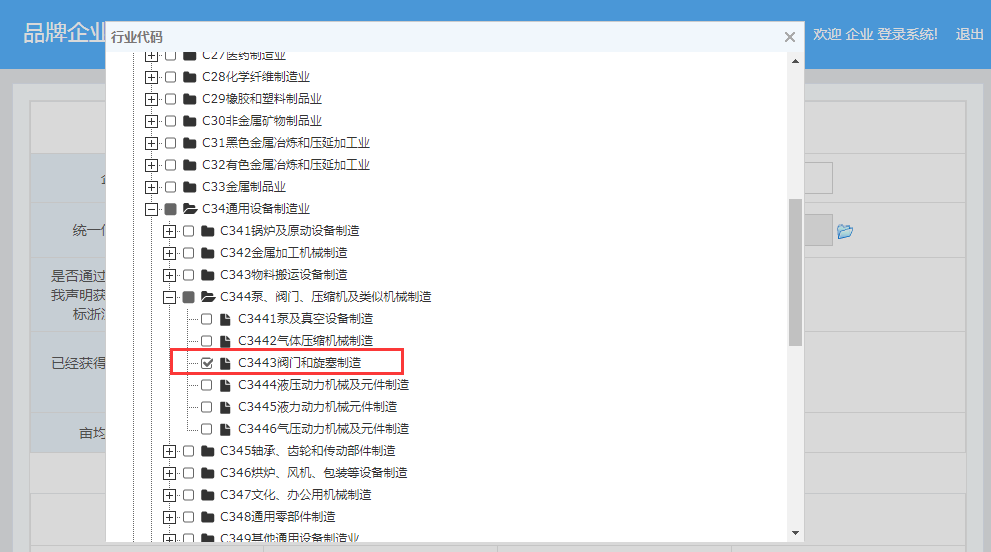 品牌企业
行业代码
欢迎 企业 登录系统! 退出
C27医药制造业
C28化学纤维制造业
C29橡胶和塑料制品业
C30非金属矿物制品业
C31黑色金属冶炼和压延加工业
C32有色金属冶炼和压延加工业
C33金属制品业
C34通用设备制造业
统一
C341锅炉及原动设备制造
C342金属加工机械制造
是否通过
C343物料搬运设备制造
我声明获
C344泵、阀门、压缩机及类似机械制造
标浙江
C3441泵及真空设备制造
C3442气体压缩机械制造
已经获得
C3443阀门和旋塞制造
C3444液压动力机械及元件制造
C3445液力动力机械元件制造
亩均
C3446气压动力机械及元件制造
C345轴承、齿轮和传动部件制造
C346烘炉、风机、包装等设备制造
C347文化、办公用机械制造
C348通用零部件制造
C349其他通用设备制造业